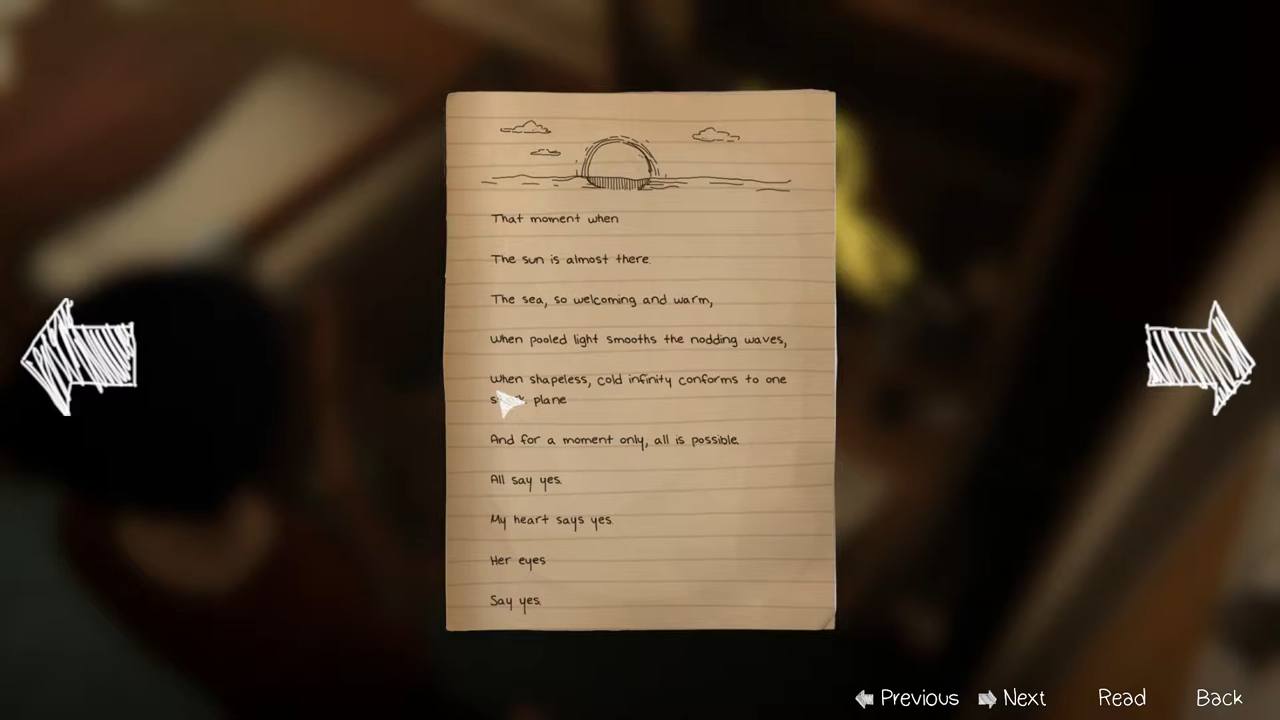 That moment when
The sun is almost there.
The sea, so welcoming and warm,
When pooled light smooths the nodding waves,
When shapeless, cold infinity conforms to one
plane
And for a moment only, all is possible.
All say yes.
My heart says yes.
Her eyes
Say yes.
Previous Next Read Back